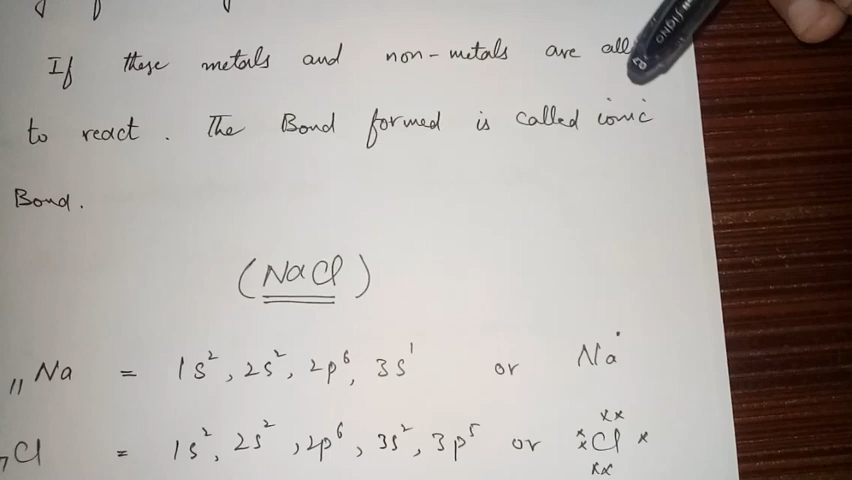 If these metals and non-metals are all
to react. The Bond formed is called ionic
Bond.
(NaCl)
₁₁Na = 1s², 2s², 2p⁶, 3s¹ or Na•
₇Cl = 1s², 2s², 2p⁶, 3s², 3p⁵ or Cl